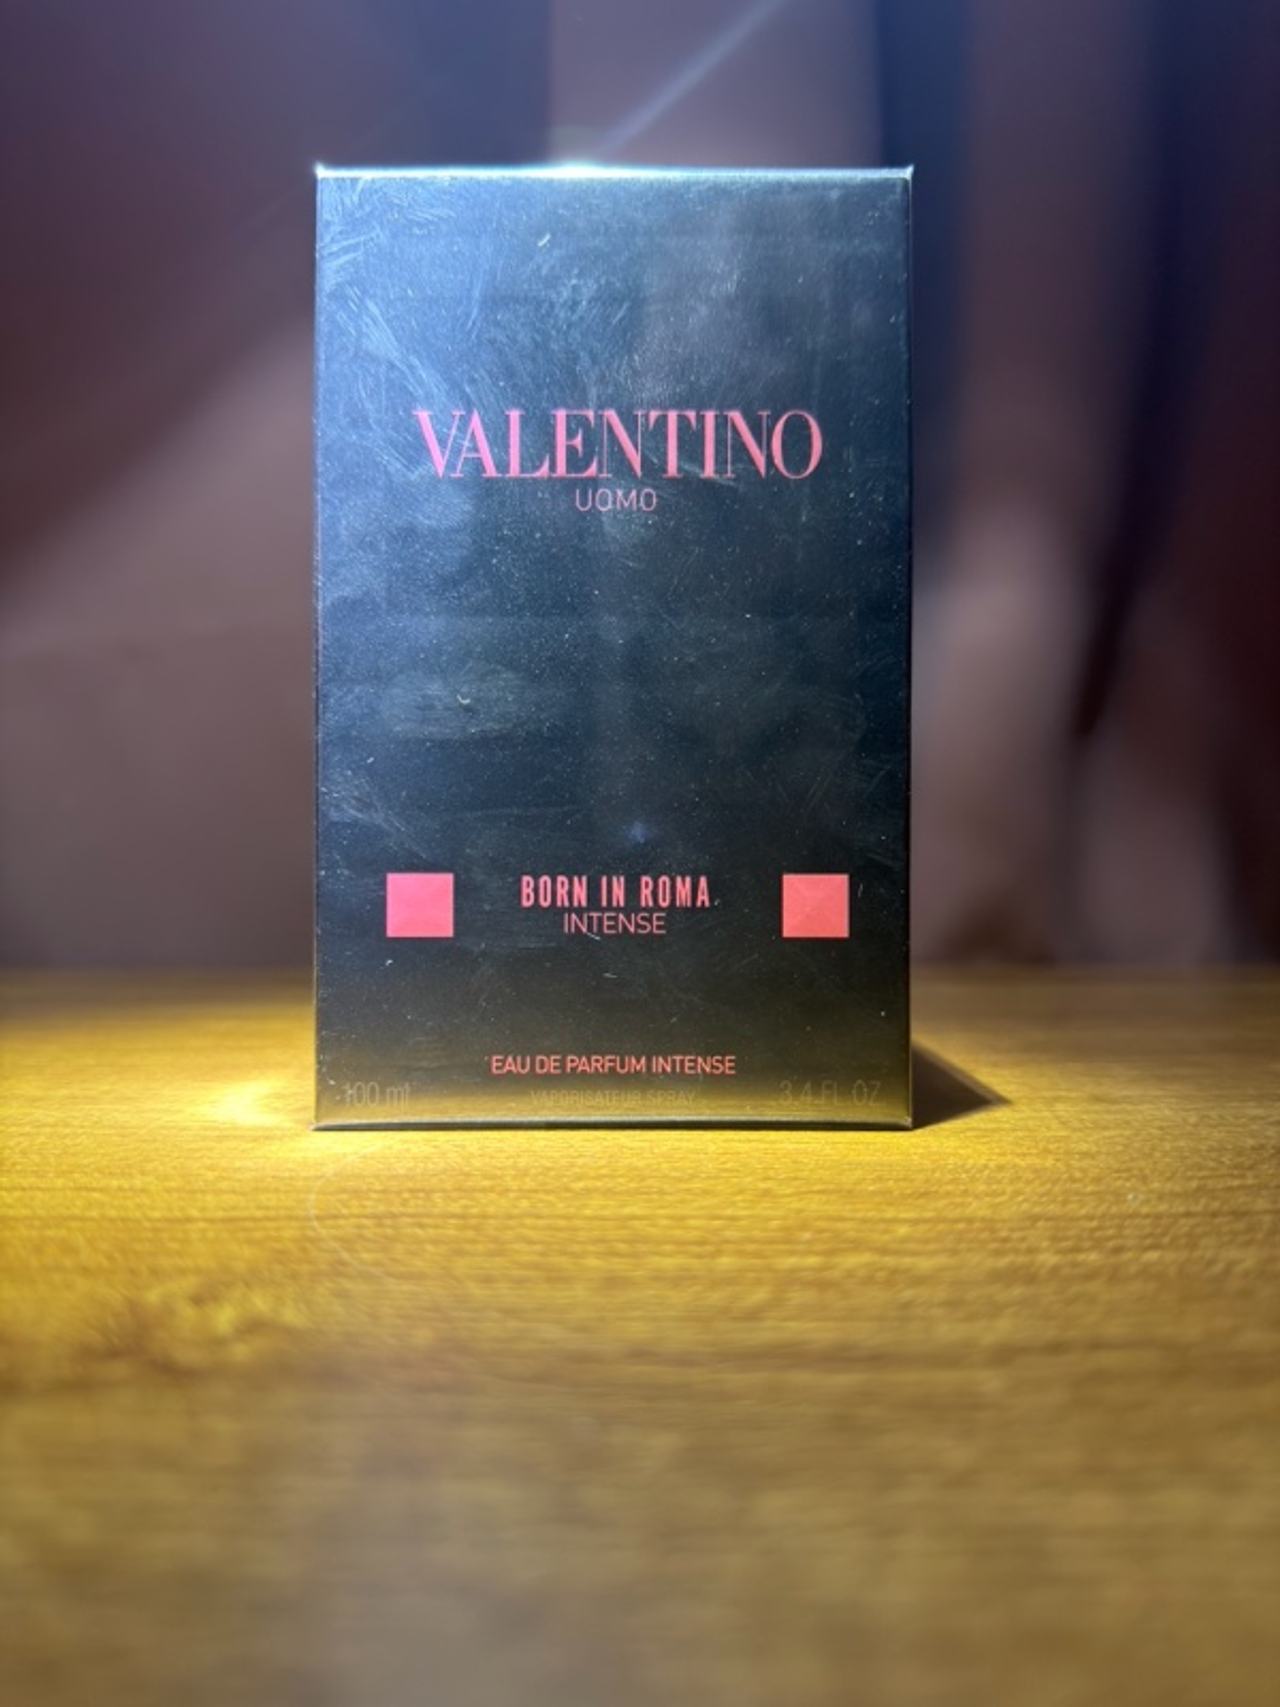 VALENTINO
UOMO
BORN IN ROMA
INTENSE
EAU DE PARFUM INTENSE
100 ml VAPORISATEUR SPRAY 3.4 FL OZ